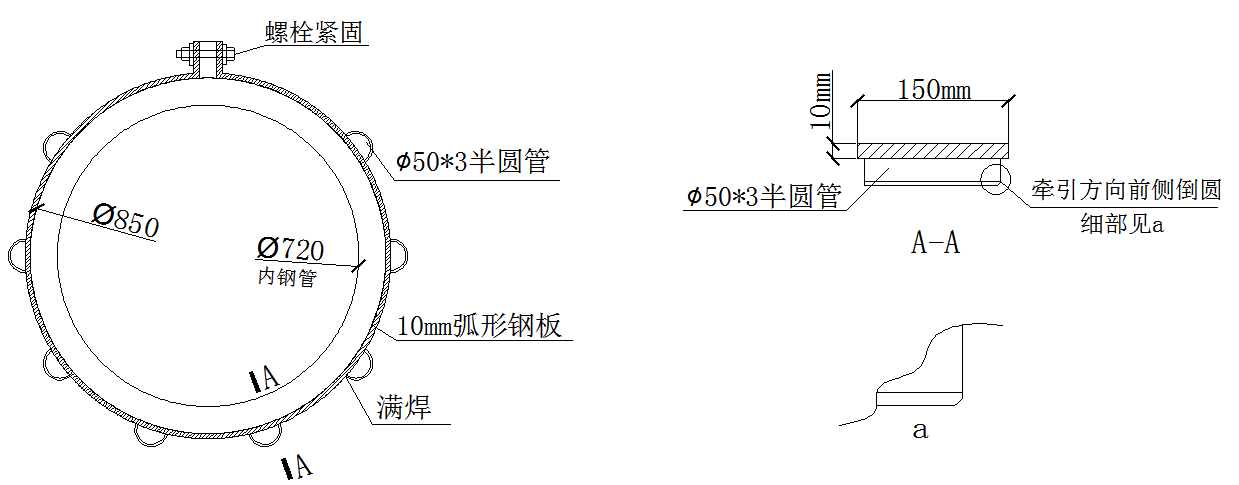 螺栓紧固
ϕ50*3半圆管
Ø850
Ø720
内钢管
10mm弧形钢板
A
满焊
A
150mm
10mm
ϕ50*3半圆管
牵引方向前侧倒圆
细部见a
A-A
a